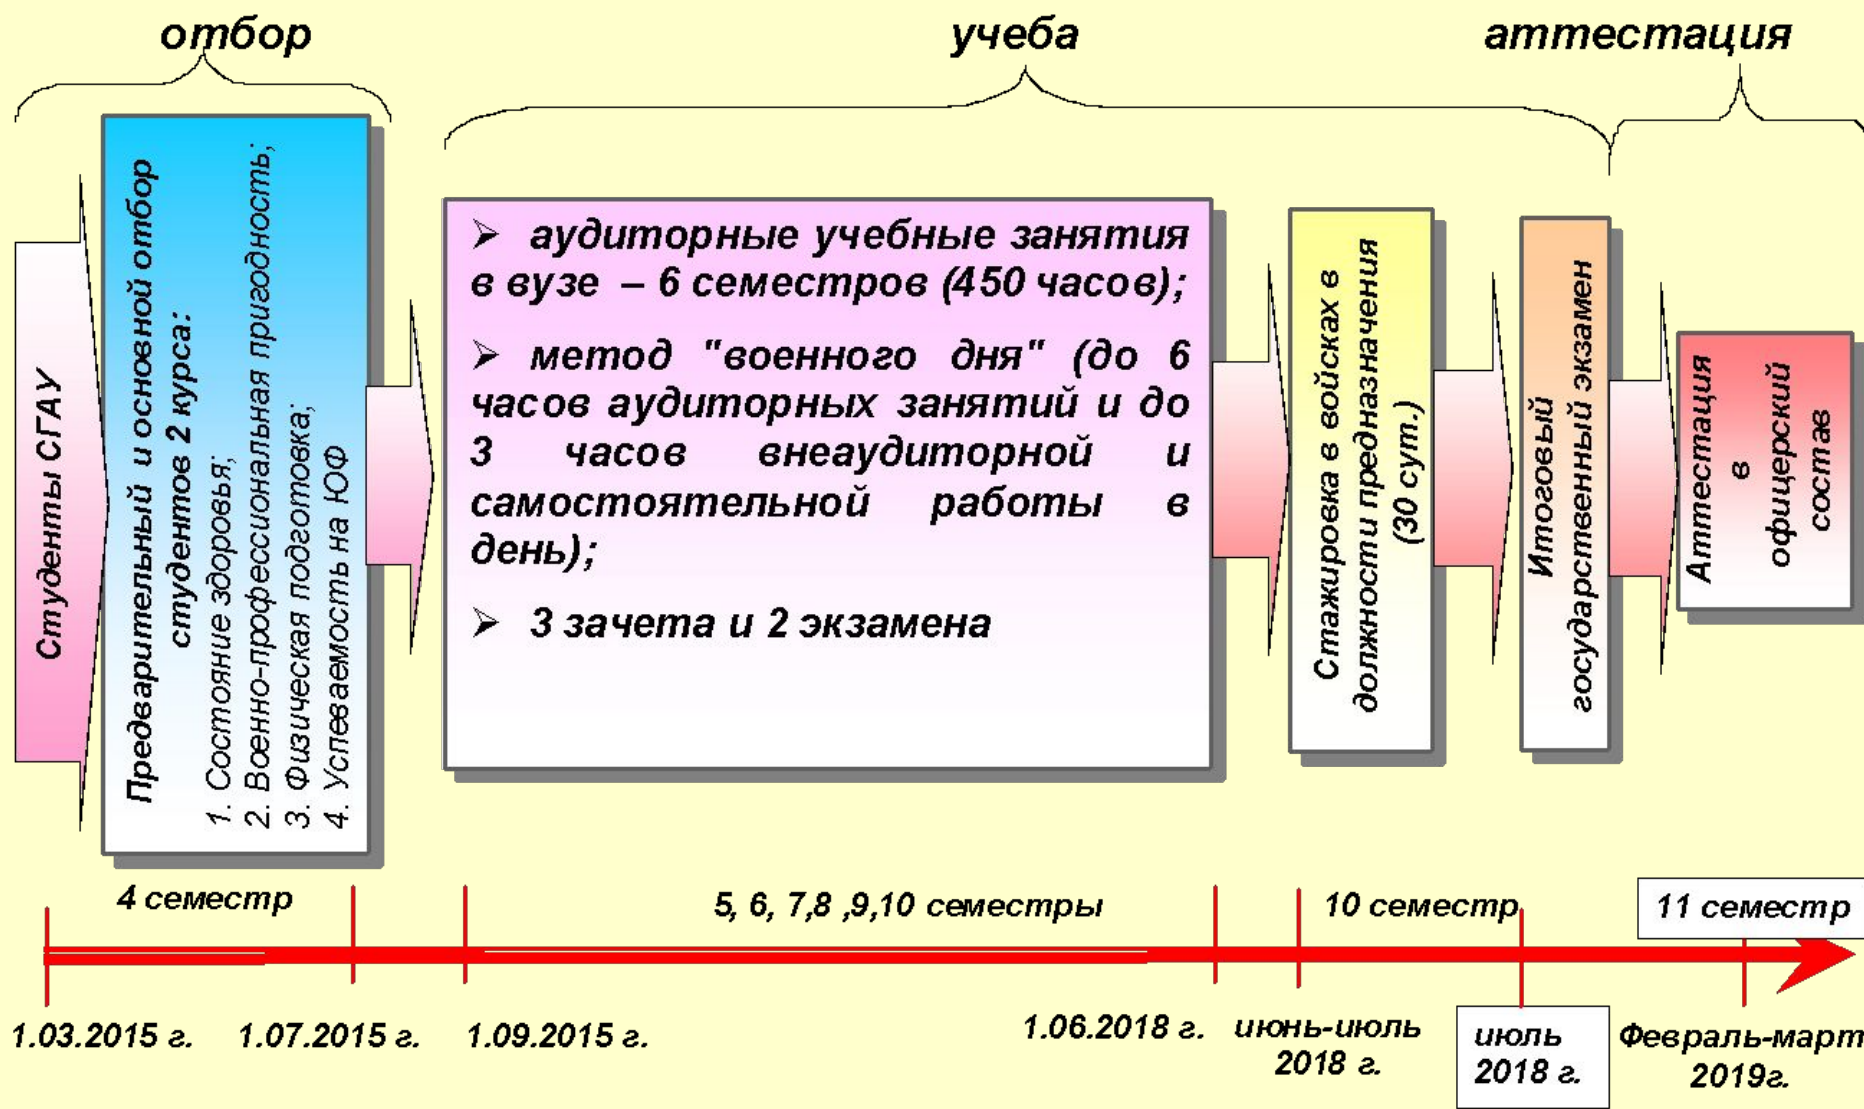 отбор
учеба
аттестация
Студенты СГАУ
Предварительный и основной отбор
студентов 2 курса:
1. Состояние здоровья;
2. Военно-профессиональная пригодность;
3. Физическая подготовка;
4. Успеваемость на ЮФ
➢ аудиторные учебные занятия
в вузе – 6 семестров (450 часов);
➢ метод "военного дня" (до 6
часов аудиторных занятий и до
3 часов внеаудиторной и
самостоятельной работы в
день);
➢ 3 зачета и 2 экзамена
Стажировка в войсках в
должности предназначения
(30 сут.)
Итоговый
государственный экзамен
Аттестация
в
офицерский
состав
4 семестр
5, 6, 7,8 ,9,10 семестры
10 семестр
11 семестр
1.03.2015 г.
1.07.2015 г.
1.09.2015 г.
1.06.2018 г.
июнь-июль
2018 г.
июль
2018 г.
Февраль-март
2019г.